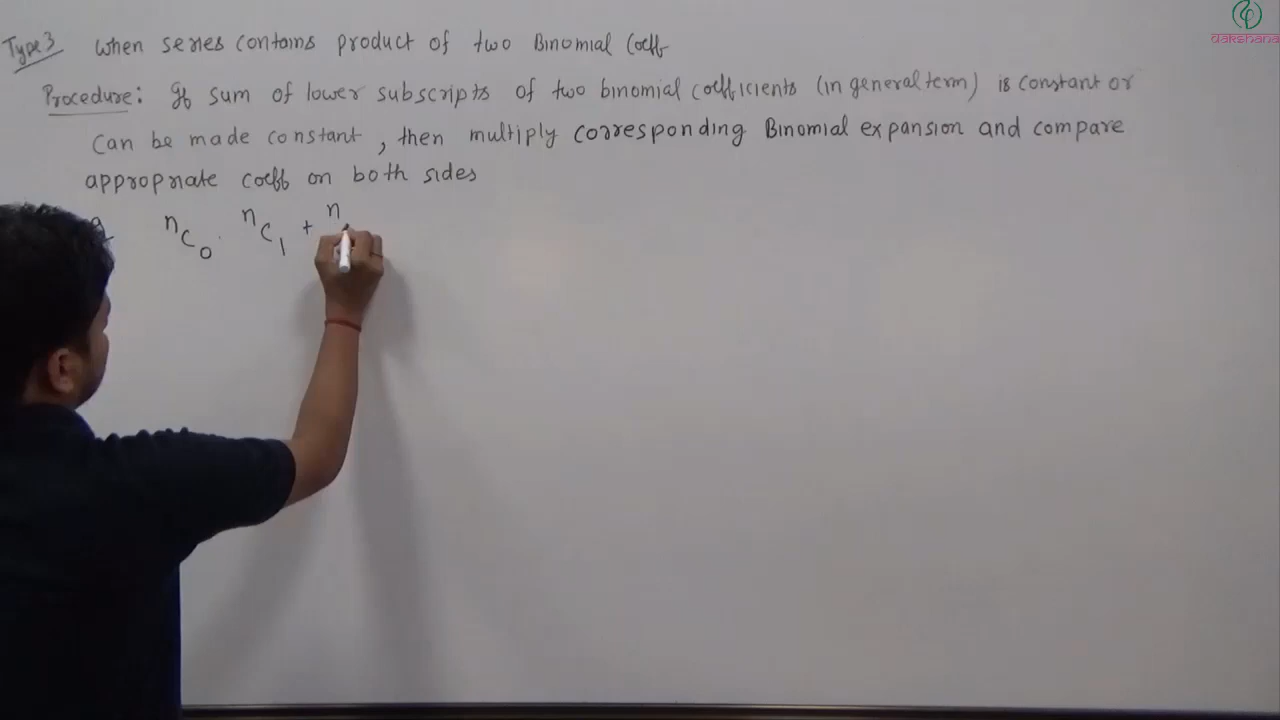 Type 3 When series contains product of two Binomial Coeff
Procedure: If sum of lower subscripts of two binomial coefficients (in general term) is constant or
can be made constant, then multiply corresponding Binomial expansion and compare
appropriate coeff on both sides
ⁿC₀ . ⁿC₁ + ⁿ
dakshana